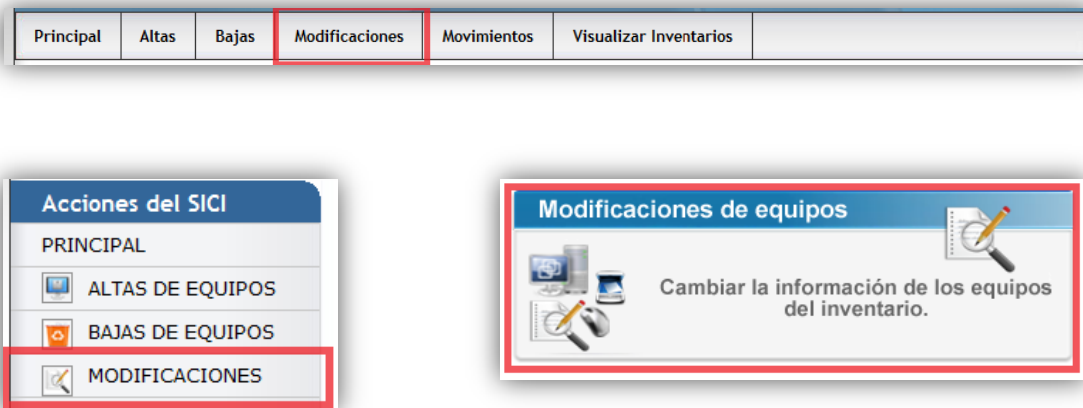 Principal Altas Bajas Modificaciones Movimientos Visualizar Inventarios
Acciones del SICI
PRINCIPAL
ALTAS DE EQUIPOS
BAJAS DE EQUIPOS
MODIFICACIONES
Modificaciones de equipos
Cambiar la información de los equipos
del inventario.